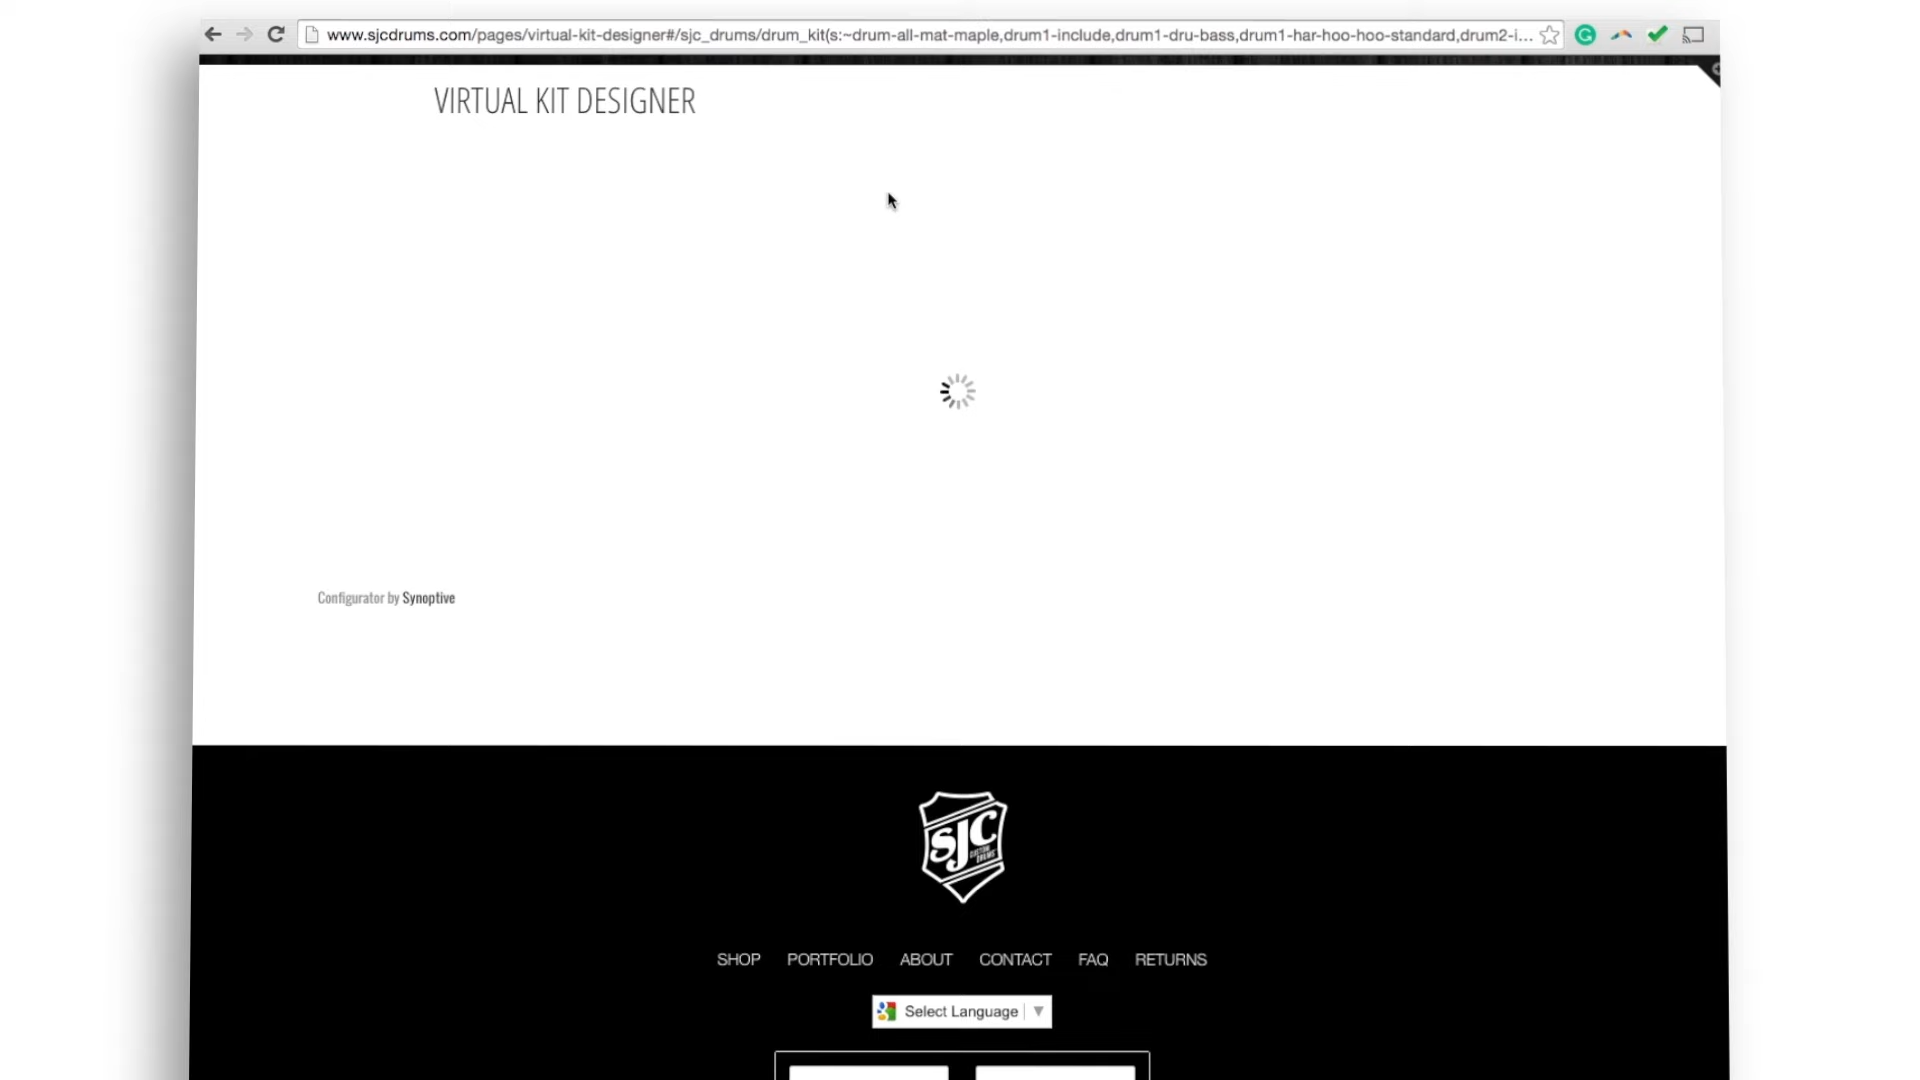 www.sjcdrums.com/pages/virtual-kit-designer#/sjc_drums/drum_kit(s:~drum-all-mat-maple,drum1-include,drum1-dru-bass,drum1-har-hoo-hoo-standard,drum2-i...
VIRTUAL KIT DESIGNER
Configurator by Synoptive
SJC
CUSTOM
DRUMS
SHOP PORTFOLIO ABOUT CONTACT FAQ RETURNS
Select Language